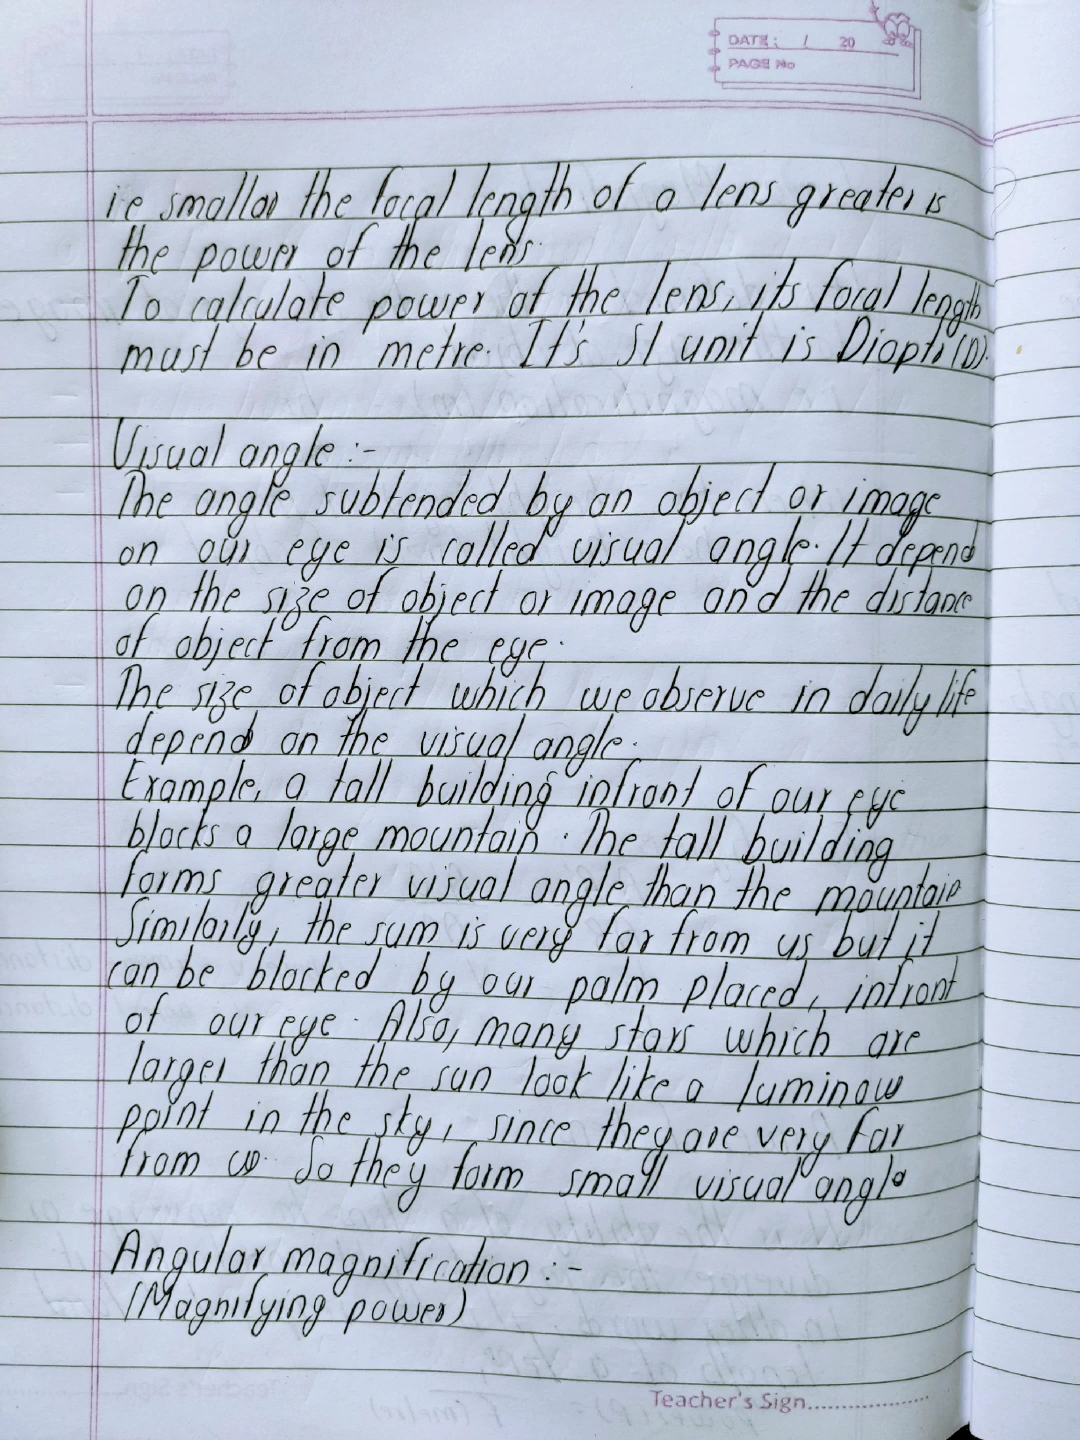 DATE: / 20
PAGE No
i.e smaller the focal length of a lens greater is
the power of the lens.
To calculate power of the lens, its focal length
must be in metre. It's SI unit is Dioptr (D).
Visual angle :-
The angle subtended by an object or image
on our eye is called visual angle. It depend
on the size of object or image and the distance
of object from the eye.
The size of object which we observe in daily life
depend on the visual angle.
Example, a tall building infront of our eye
blocks a large mountain. The tall building
forms greater visual angle than the mountain
Similarly, the sum is very far from us but it
can be blocked by our palm placed, infront
of our eye. Also, many stars which are
larger than the sun look like a luminow
point in the sky, since they are very far
from us. So they form small visual angle
Angular magnification :-
(Magnifying power)
Teacher's Sign..................